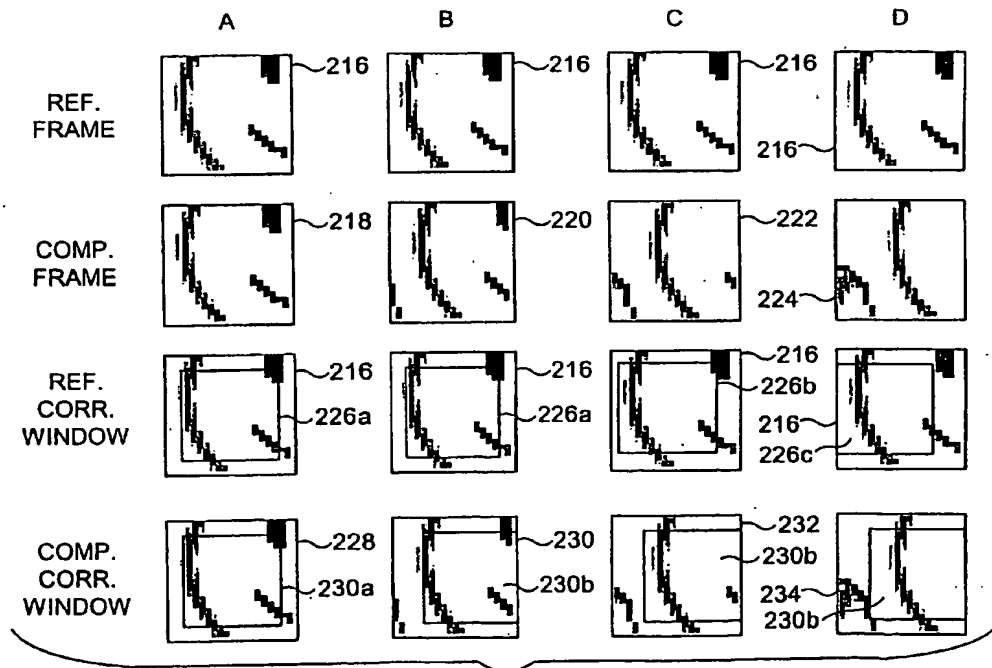 A B C D
REF. FRAME 216 216 216 216
COMP. FRAME 218 220 222 224
REF. CORR. WINDOW 216 226a 216 226a 216 226b 216 226c
COMP. CORR. WINDOW 228 230a 230 230b 232 230b 234 230b